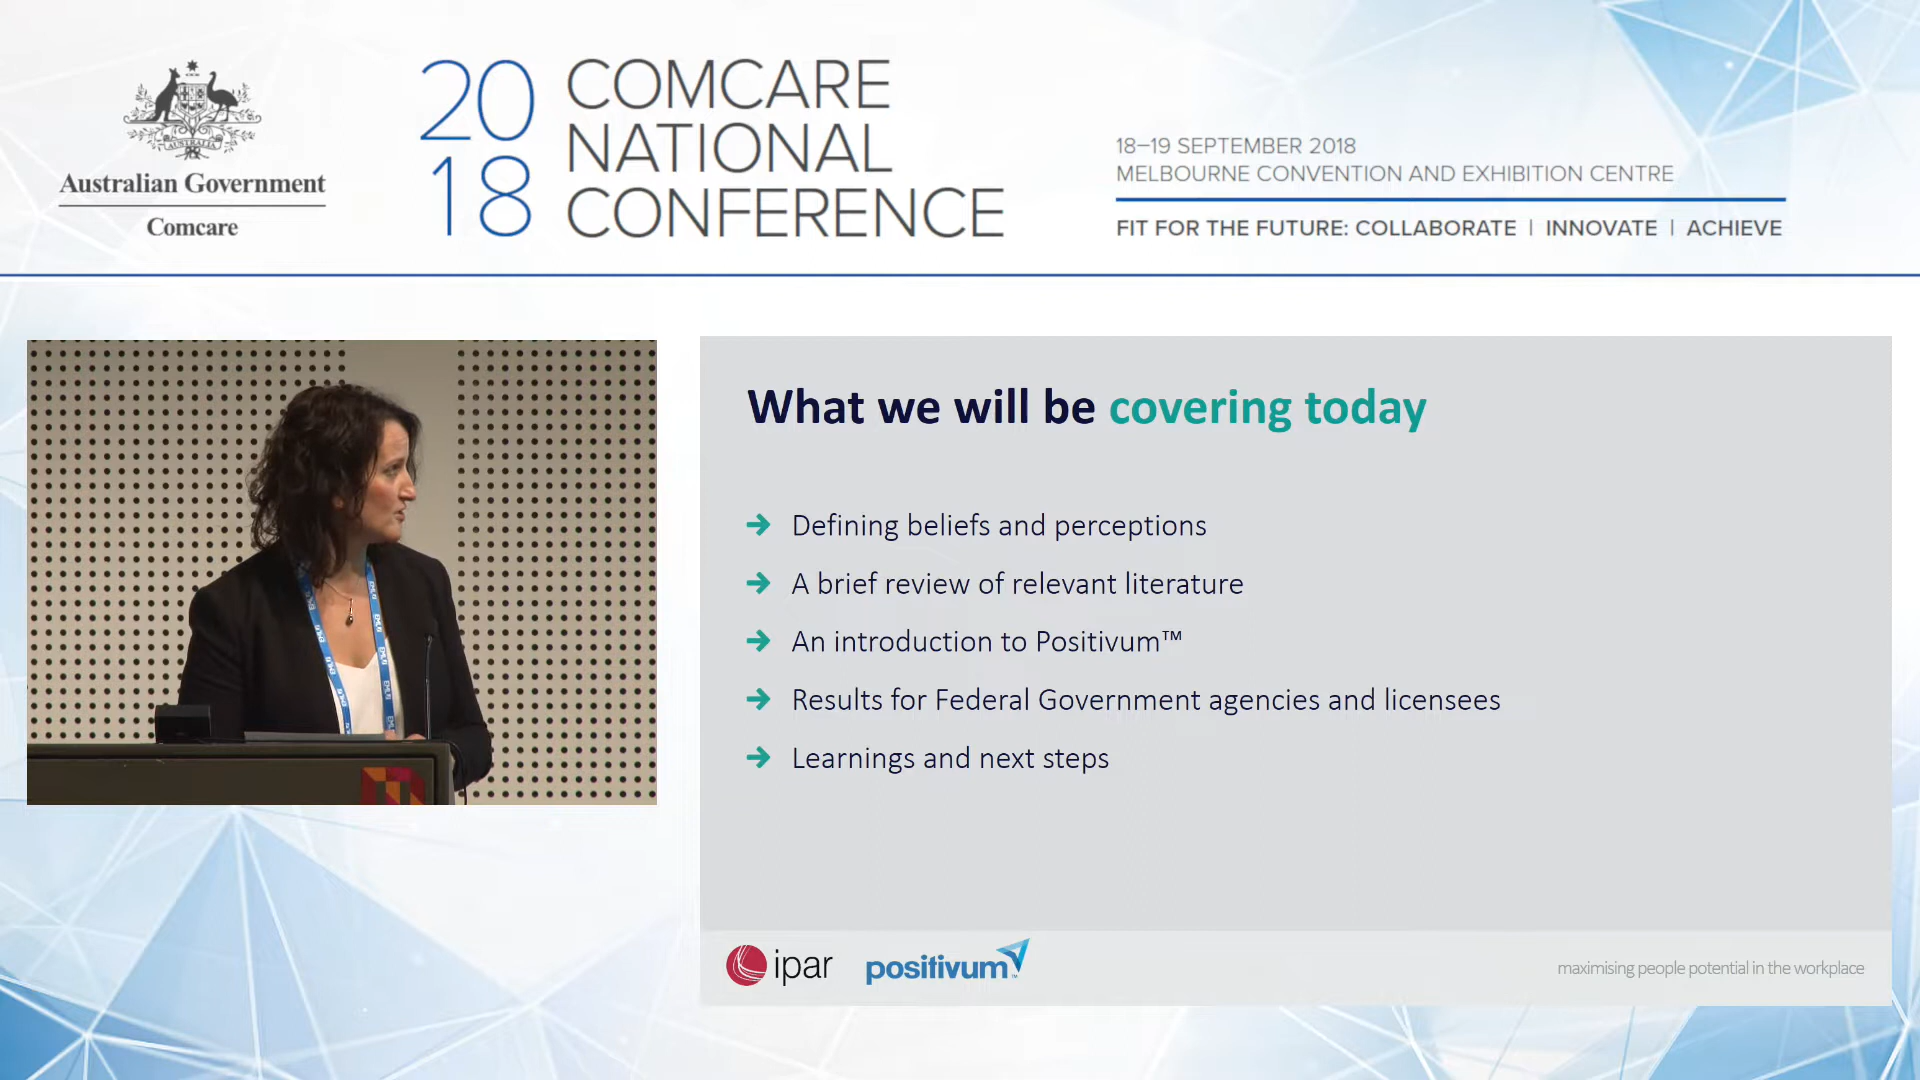 AUSTRALIA
Australian Government
Comcare
20
18
COMCARE
NATIONAL
CONFERENCE
18–19 SEPTEMBER 2018
MELBOURNE CONVENTION AND EXHIBITION CENTRE
FIT FOR THE FUTURE: COLLABORATE | INNOVATE | ACHIEVE
What we will be covering today
→ Defining beliefs and perceptions
→ A brief review of relevant literature
→ An introduction to Positivum™
→ Results for Federal Government agencies and licensees
→ Learnings and next steps
ipar
positivum™
maximising people potential in the workplace